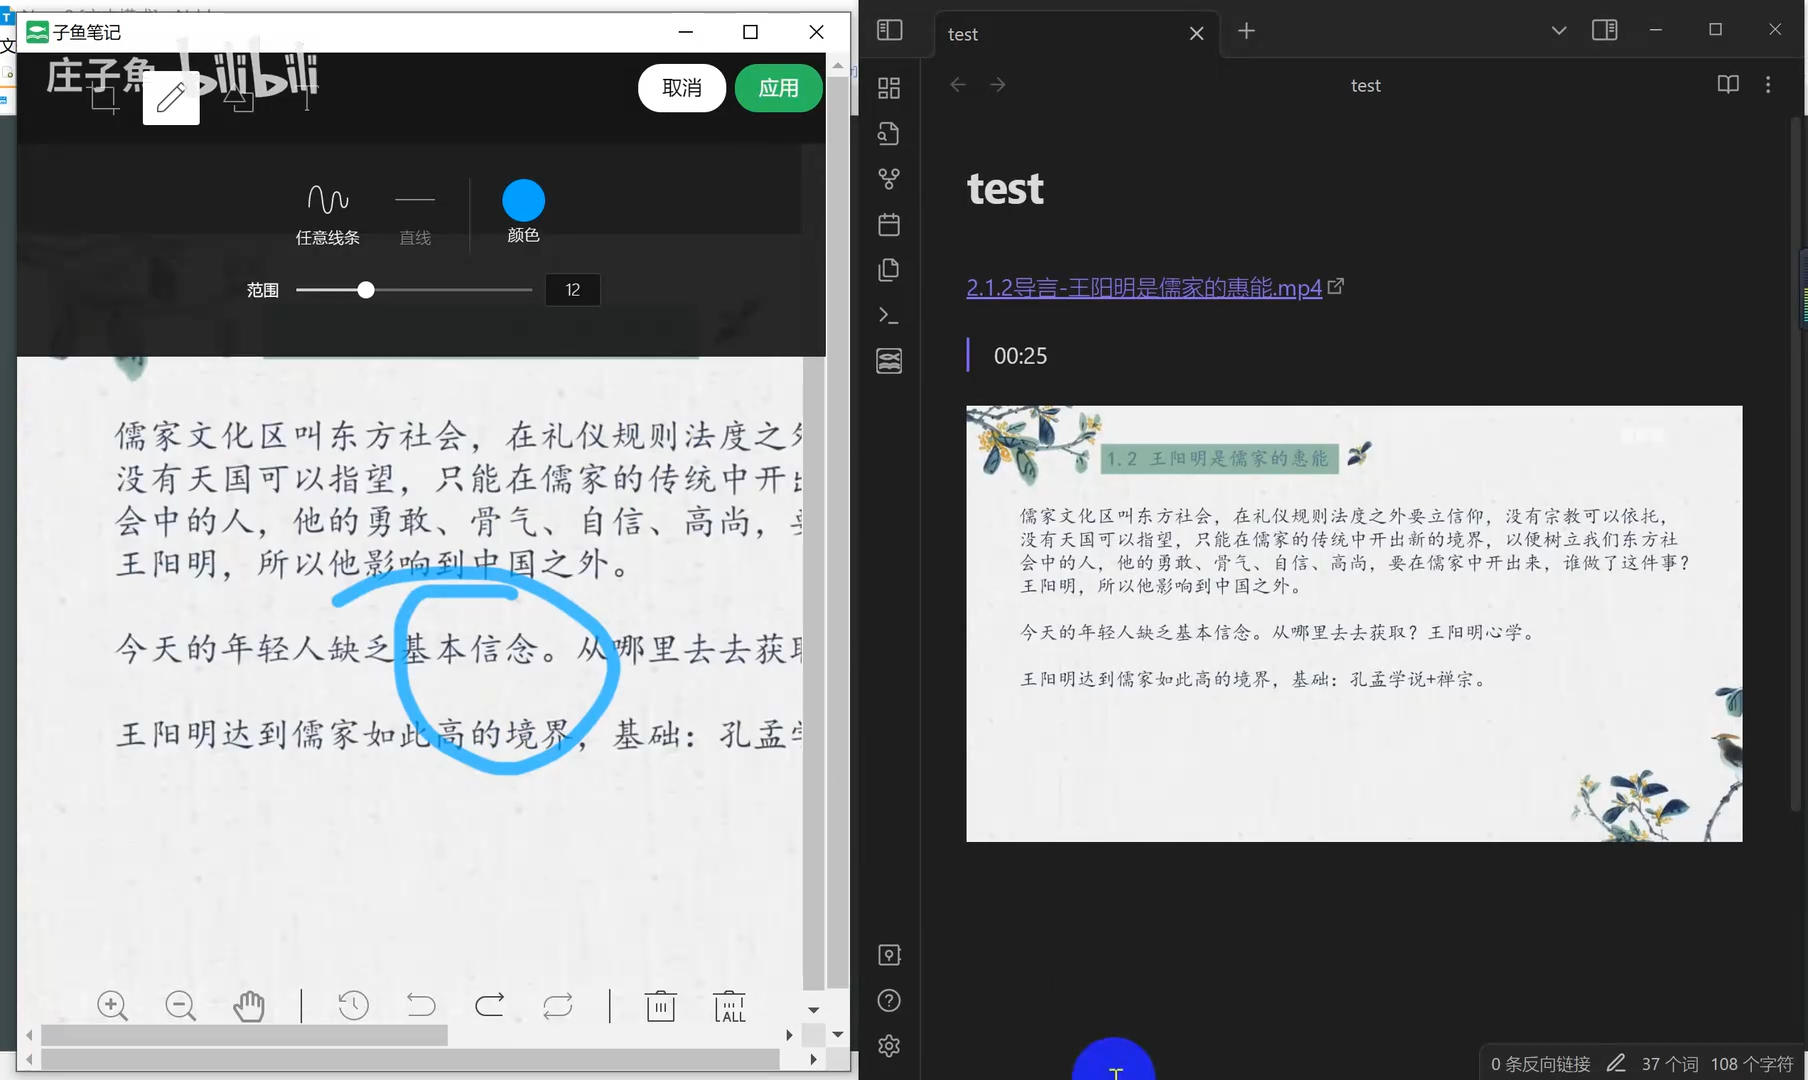 子鱼笔记
庄子魚 bilibili
取消
应用
任意线条
直线
颜色
范围
12
儒家文化区叫东方社会，在礼仪规则法度之外
没有天国可以指望，只能在儒家的传统中开出
会中的人，他的勇敢、骨气、自信、高尚，要
王阳明，所以他影响到中国之外。
今天的年轻人缺乏基本信念。从哪里去去获取
王阳明达到儒家如此高的境界，基础：孔孟学
ALL
test
test
test
2.1.2导言-王阳明是儒家的惠能.mp4
00:25
1.2 王阳明是儒家的惠能
儒家文化区叫东方社会，在礼仪规则法度之外要立信仰，没有宗教可以依托，
没有天国可以指望，只能在儒家的传统中开出新的境界，以便树立我们东方社
会中的人，他的勇敢、骨气、自信、高尚，要在儒家中开出来，谁做了这件事？
王阳明，所以他影响到中国之外。
今天的年轻人缺乏基本信念。从哪里去去获取？王阳明心学。
王阳明达到儒家如此高的境界，基础：孔孟学说+禅宗。
0 条反向链接 37 个词 108 个字符